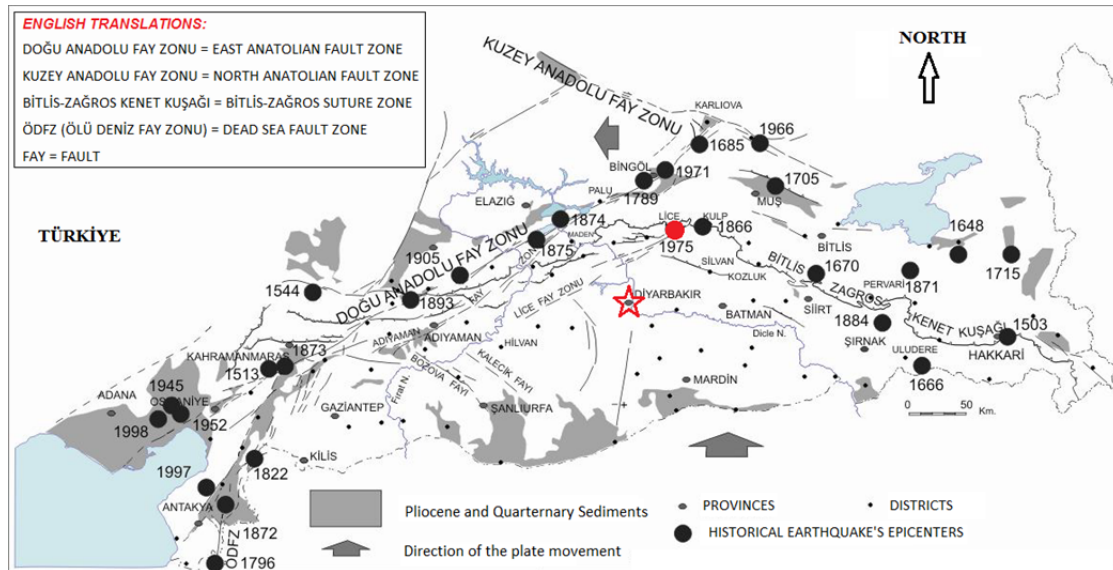 ENGLISH TRANSLATIONS:
DOĞU ANADOLU FAY ZONU = EAST ANATOLIAN FAULT ZONE
KUZEY ANADOLU FAY ZONU = NORTH ANATOLIAN FAULT ZONE
BİTLİS-ZAĞROS KENET KUŞAĞI = BİTLİS-ZAĞROS SUTURE ZONE
ÖDFZ (ÖLÜ DENİZ FAY ZONU) = DEAD SEA FAULT ZONE
FAY = FAULT
NORTH
KUZEY ANADOLU FAY ZONU
KARLIOVA
1685
1966
BİNGÖL
1971
1789
1705
MUŞ
PALU
ELAZIĞ
TÜRKİYE
1874
MADEN
1875
LİCE
KULP
1866
1975
1648
BİTLİS
1905
DOĞU ANADOLU FAY ZONU
SİLVAN
KOZLUK
BİTLİS
ZAGROS
KENET KUŞAĞI
1670
PERVARİ
1871
1715
1544
1893
FAY
ZONU
LİCE FAY ZONU
DİYARBAKIR
BATMAN
SİİRT
1884
1503
HAKKARİ
ŞIRNAK
ULUDERE
1666
Dicle N.
ADIYAMAN
ADIYAMAN
HİLVAN
KAHRAMANMARAŞ
1873
1513
BOZOVA FAYI
KALECİK FAYI
Fırat N.
MARDİN
1945
ADANA
OSMANİYE
1998
1952
GAZİANTEP
ŞANLIURFA
0
50
Km.
1997
1822
KİLİS
ANTAKYA
1872
ÖDFZ
1796
Pliocene and Quarternary Sediments
Direction of the plate movement
PROVINCES
DISTRICTS
HISTORICAL EARTHQUAKE'S EPICENTERS